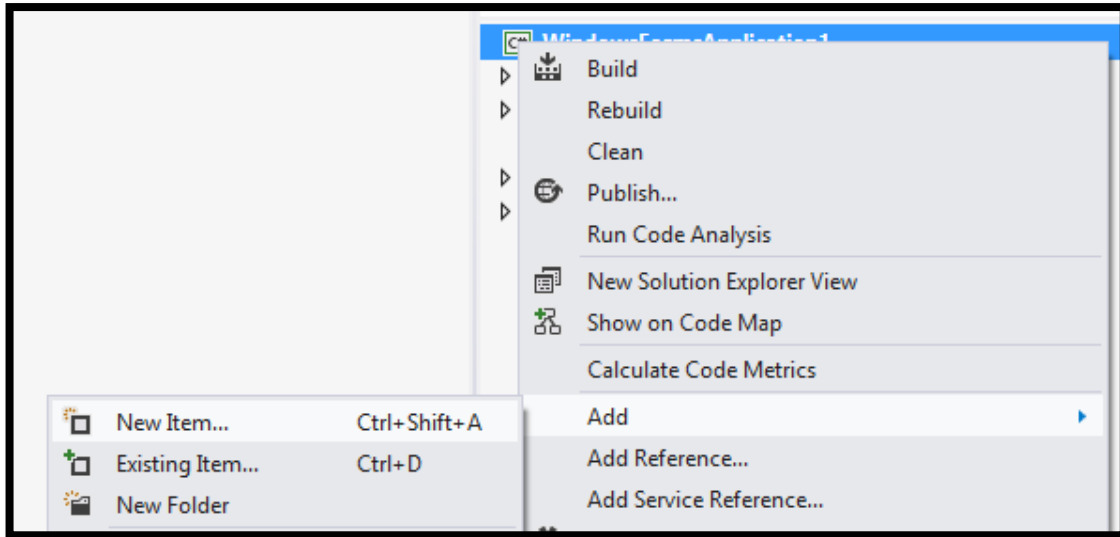 C# WindowsFormsApplication1
Build
Rebuild
Clean
Publish...
Run Code Analysis
New Solution Explorer View
Show on Code Map
Calculate Code Metrics
Add
Add Reference...
Add Service Reference...
New Item... Ctrl+Shift+A
Existing Item... Ctrl+D
New Folder